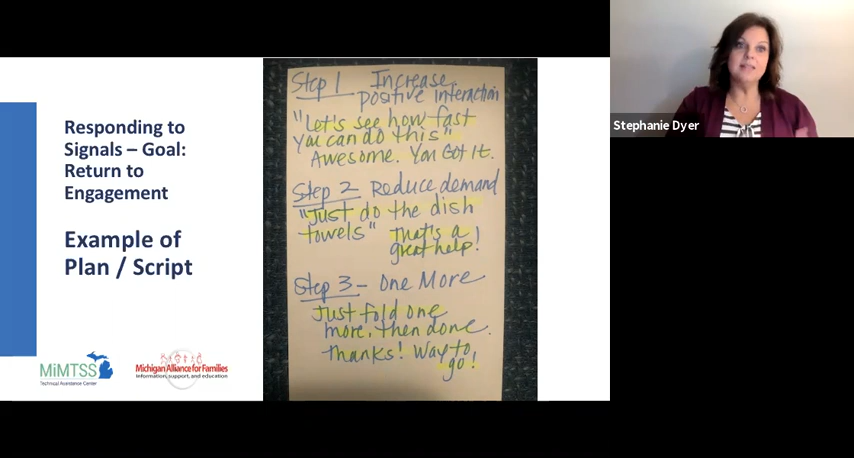 Responding to
Signals – Goal:
Return to
Engagement
Example of
Plan / Script
MiMTSS
Technical Assistance Center
Michigan Alliance for Families
information, support, and education
Step 1 Increase
positive interaction
"Let's see how fast
you can do this"
Awesome. You Got It.
Step 2 Reduce demand
"Just do the dish
towels" That's a
great help!
Step 3 – One More
Just fold one
more, then done.
Thanks! Way to
go!
Stephanie Dyer